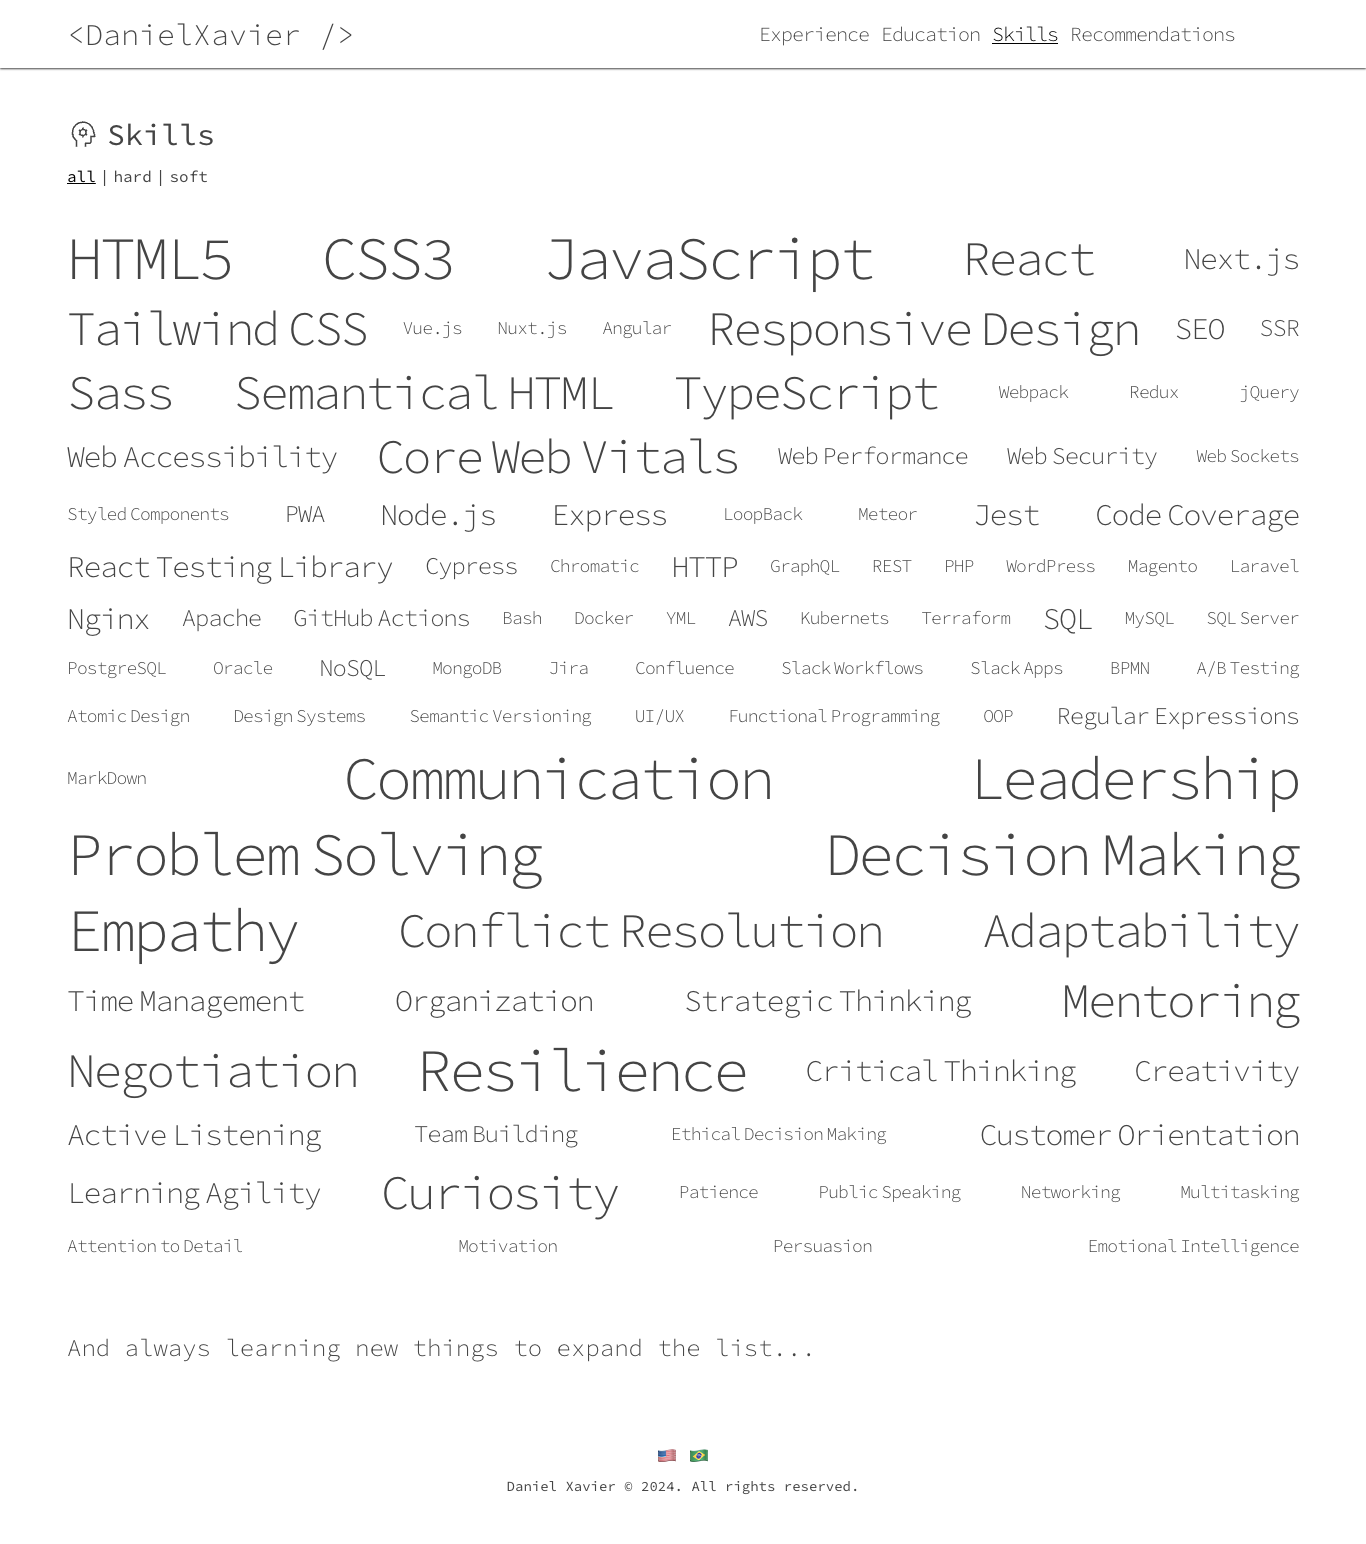 <DanielXavier /> Experience Education Skills Recommendations
Skills
all | hard | soft
HTML5 CSS3 JavaScript React Next.js
Tailwind CSS Vue.js Nuxt.js Angular Responsive Design SEO SSR
Sass Semantical HTML TypeScript Webpack Redux jQuery
Web Accessibility Core Web Vitals Web Performance Web Security Web Sockets
Styled Components PWA Node.js Express LoopBack Meteor Jest Code Coverage
React Testing Library Cypress Chromatic HTTP GraphQL REST PHP WordPress Magento Laravel
Nginx Apache GitHub Actions Bash Docker YML AWS Kubernets Terraform SQL MySQL SQL Server
PostgreSQL Oracle NoSQL MongoDB Jira Confluence Slack Workflows Slack Apps BPMN A/B Testing
Atomic Design Design Systems Semantic Versioning UI/UX Functional Programming OOP Regular Expressions
MarkDown Communication Leadership
Problem Solving Decision Making
Empathy Conflict Resolution Adaptability
Time Management Organization Strategic Thinking Mentoring
Negotiation Resilience Critical Thinking Creativity
Active Listening Team Building Ethical Decision Making Customer Orientation
Learning Agility Curiosity Patience Public Speaking Networking Multitasking
Attention to Detail Motivation Persuasion Emotional Intelligence
And always learning new things to expand the list...
Daniel Xavier © 2024. All rights reserved.